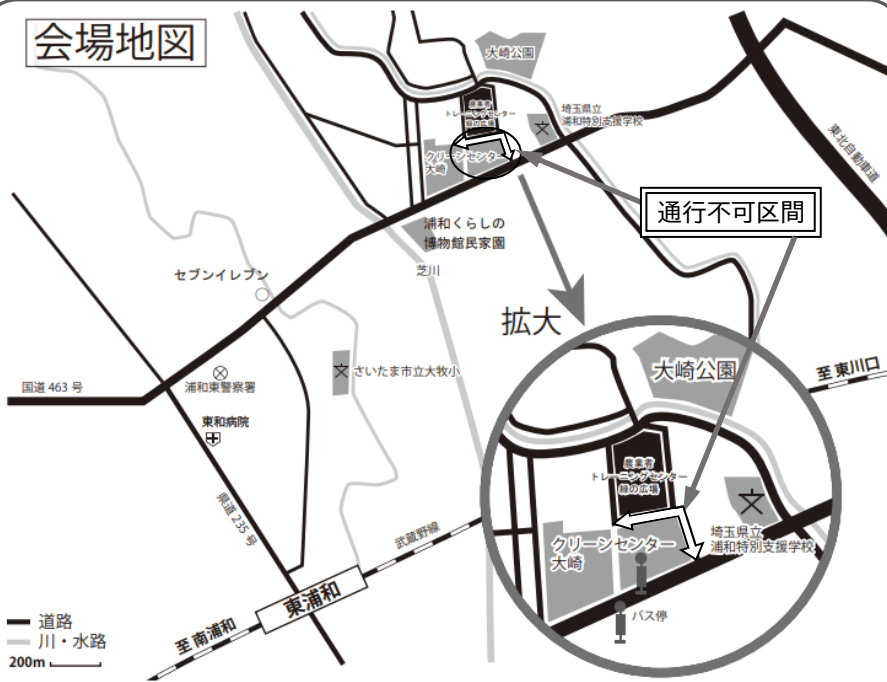 会場地図
大崎公園
農業者
トレーニングセンター
緑の広場
埼玉県立
浦和特別支援学校
クリーンセンター
大崎
東北自動車道
通行不可区間
浦和くらしの
博物館民家園
芝川
セブンイレブン
拡大
国道 463 号
浦和東警察署
さいたま市立大牧小
東和病院
県道 235 号
武蔵野線
東浦和
至 南浦和
至 東川口
大崎公園
農業者
トレーニングセンター
緑の広場
クリーンセンター
大崎
埼玉県立
浦和特別支援学校
バス停
道路
川・水路
200m